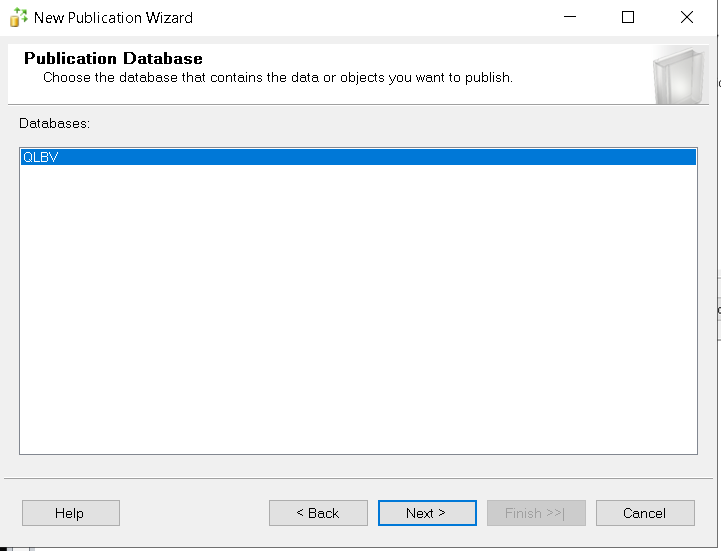 New Publication Wizard
Publication Database
Choose the database that contains the data or objects you want to publish.
Databases:
QLBV
Help
< Back
Next >
Finish >>|
Cancel